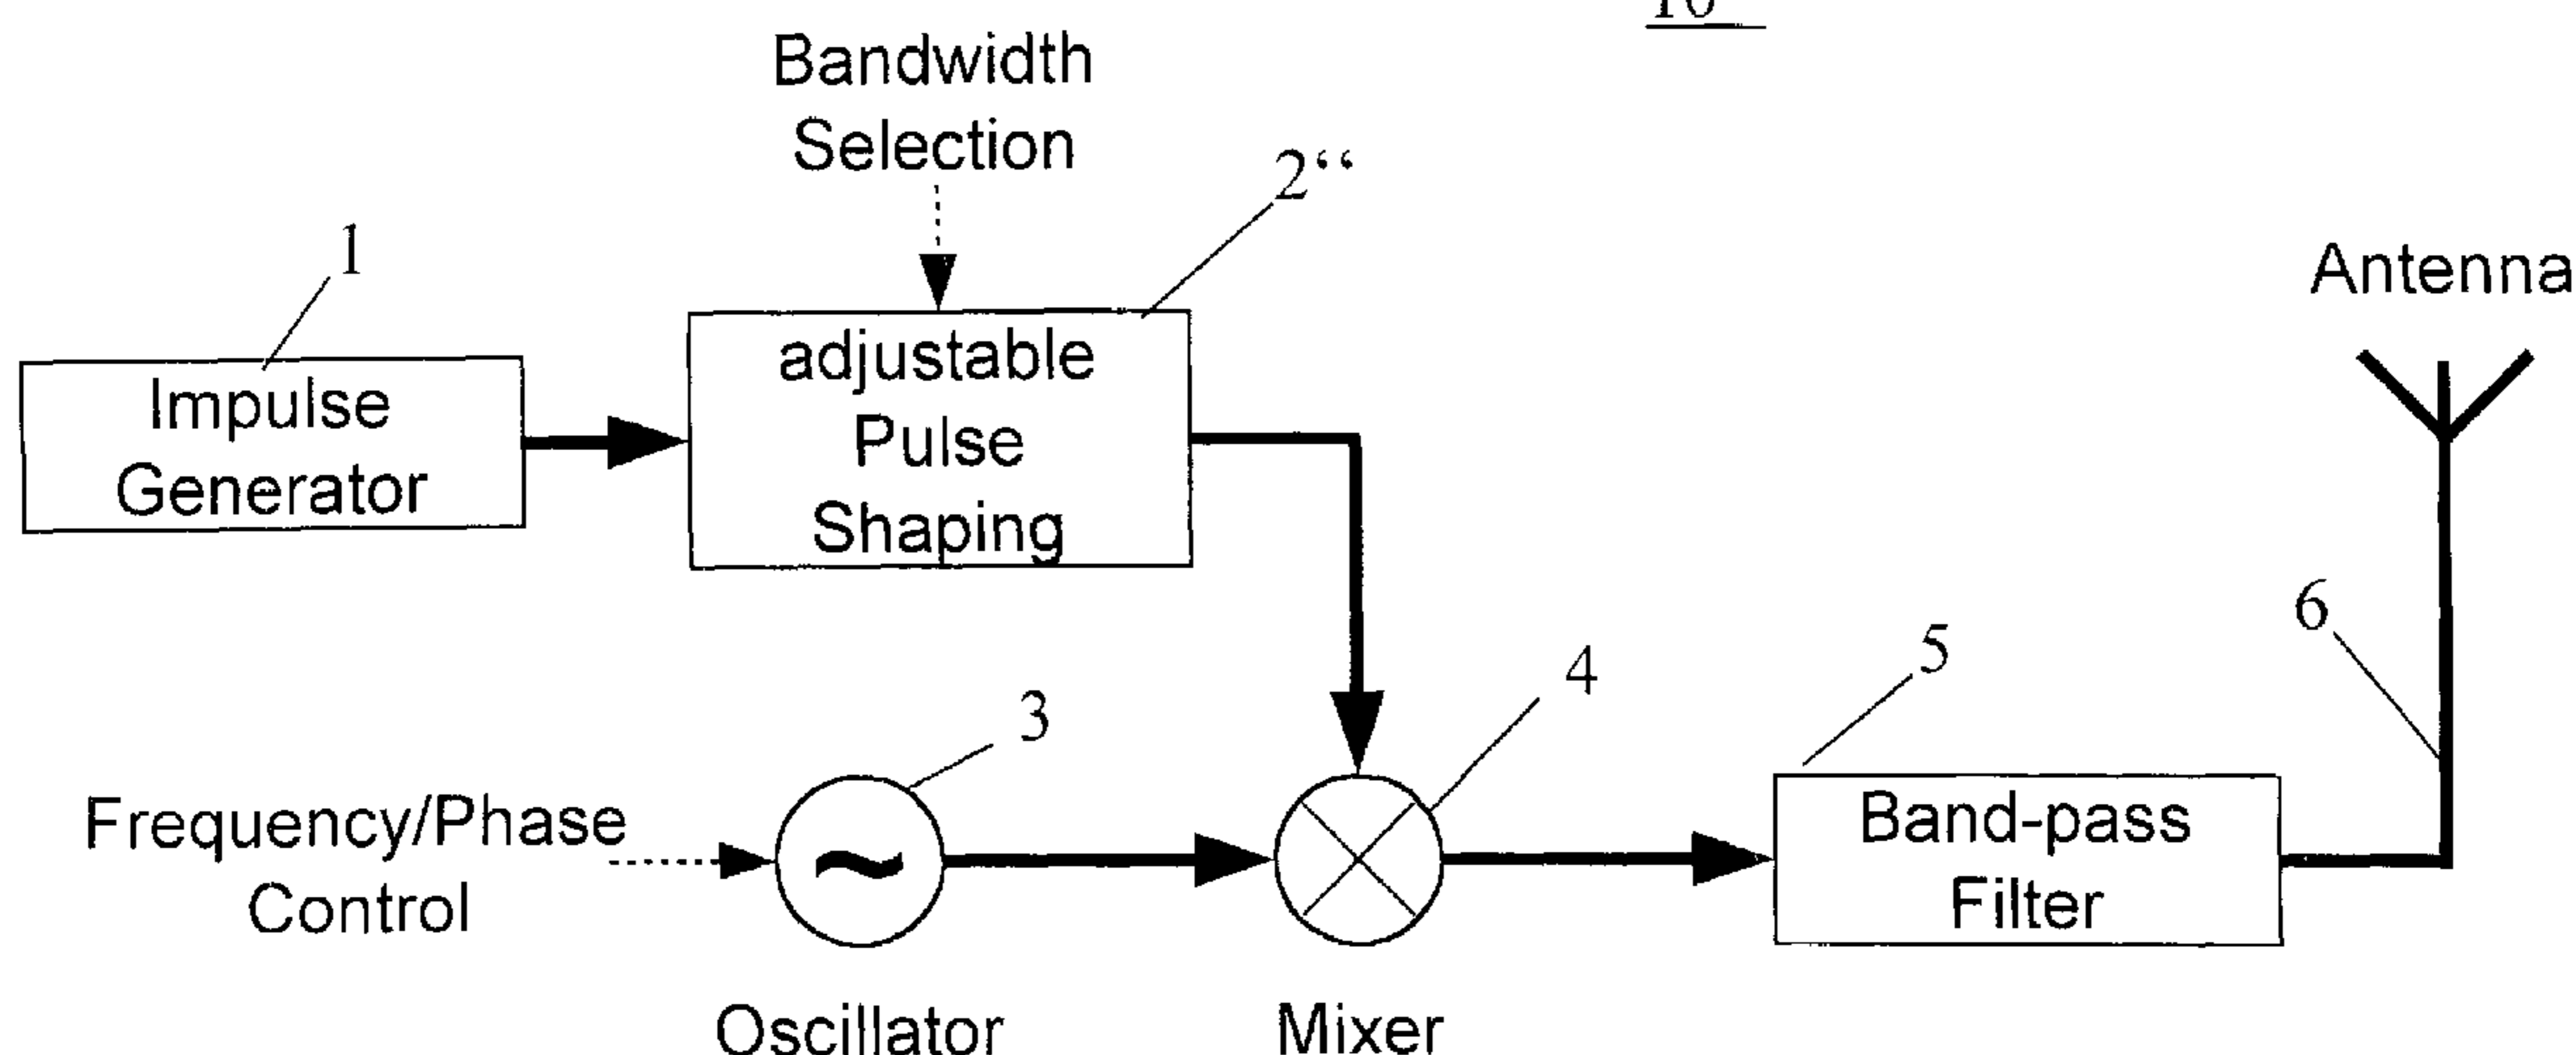 10
Bandwidth
Selection
2“
1
Antenna
Impulse
Generator
adjustable
Pulse
Shaping
6
5
4
3
Frequency/Phase
Control
~
Band-pass
Filter
Oscillator
Mixer